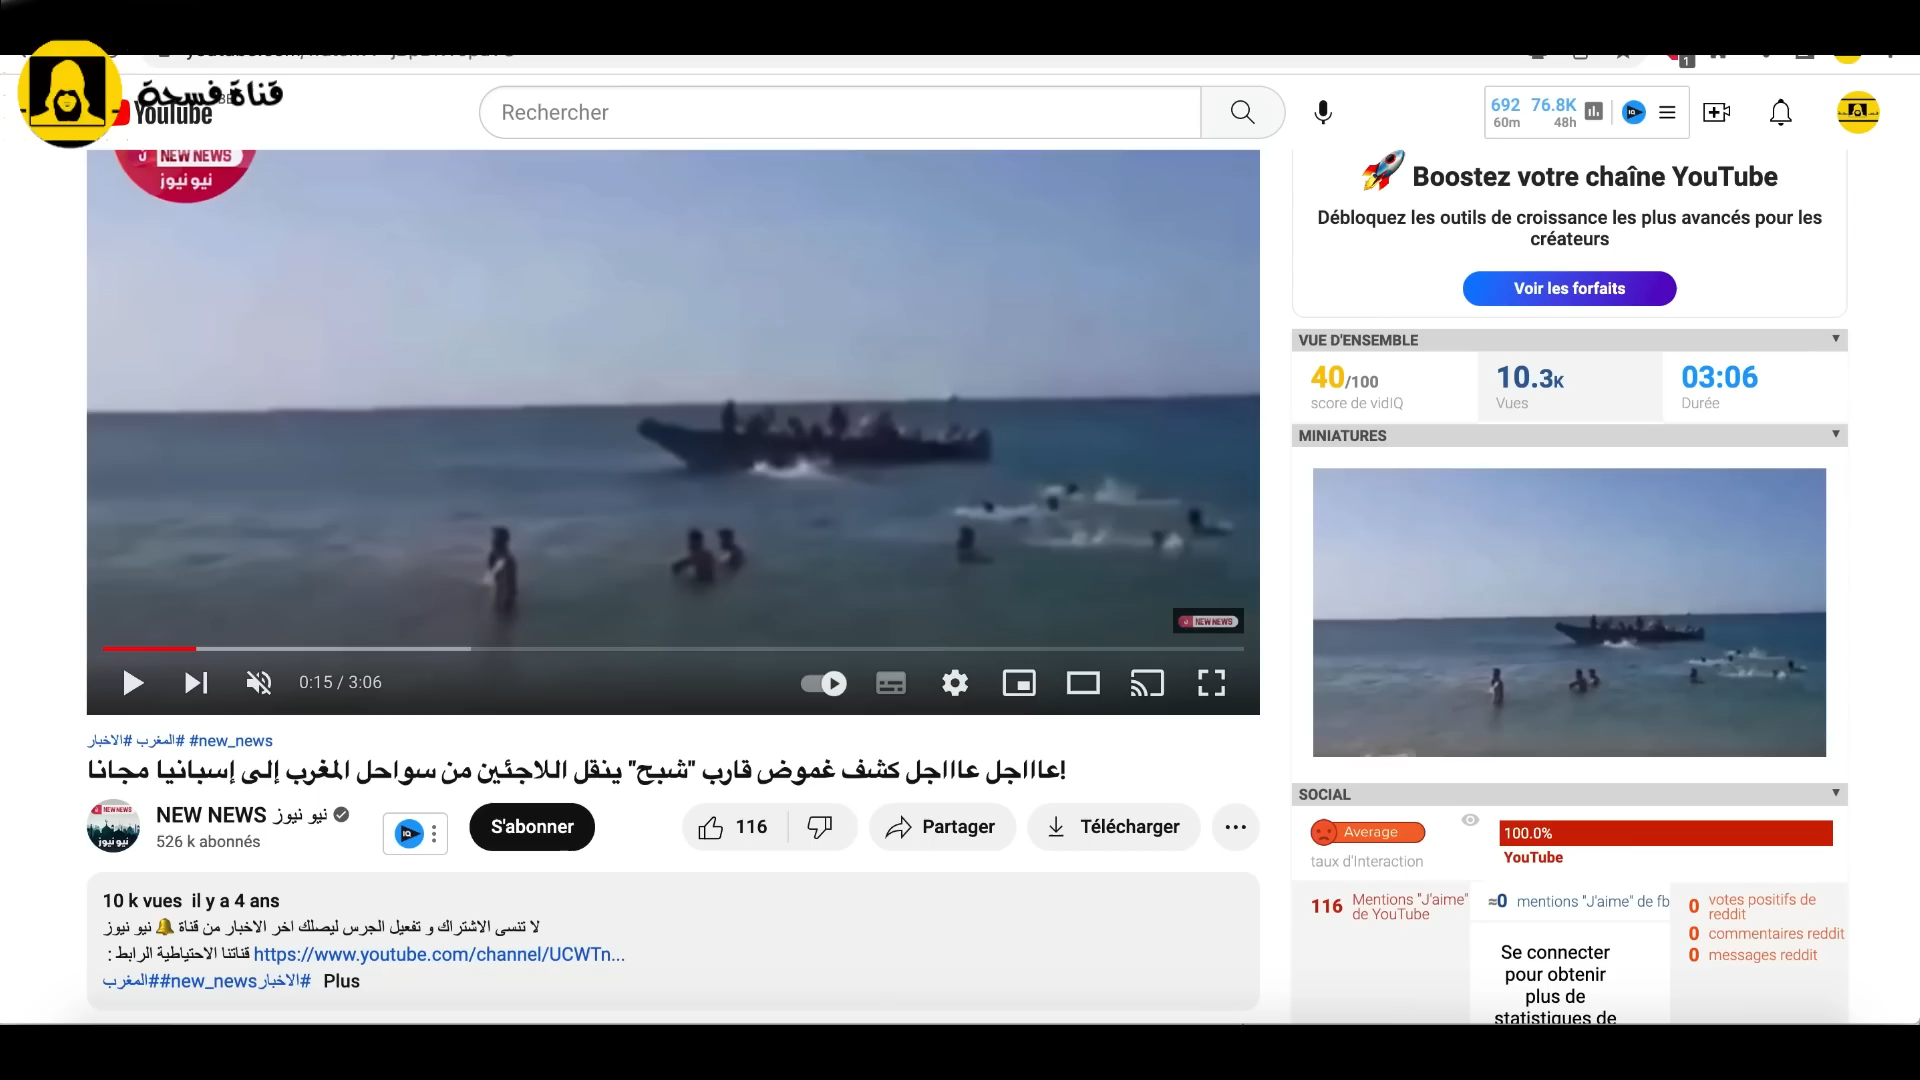 قناة فسحة
YouTube
Rechercher
692 60m
76.8K 48h
1
NEW NEWS
نيو نيوز
NEW NEWS
0:15 / 3:06
#new_news #المغرب #الاخبار
عاااجل عاااجل كشف غموض قارب "شبح" ينقل اللاجئين من سواحل المغرب إلى إسبانيا مجانا!
NEW NEWS نيو نيوز
526 k abonnés
S'abonner
116
Partager
Télécharger
10 k vues il y a 4 ans
لا تنسى الاشتراك و تفعيل الجرس ليصلك اخر الاخبار من قناة 🔔 نيو نيوز
قناتنا الاحتياطية الرابط : https://www.youtube.com/channel/UCWTn...
#الاخبار#new_news#المغرب Plus
🚀 Boostez votre chaîne YouTube
Débloquez les outils de croissance les plus avancés pour les
créateurs
Voir les forfaits
VUE D'ENSEMBLE
40/100
score de vidIQ
10.3K
Vues
03:06
Durée
MINIATURES
SOCIAL
Average
taux d'Interaction
100.0%
YouTube
116 Mentions "J'aime"
de YouTube
≈0 mentions "J'aime" de fb
0 votes positifs de
reddit
0 commentaires reddit
0 messages reddit
Se connecter
pour obtenir
plus de
statistiques de